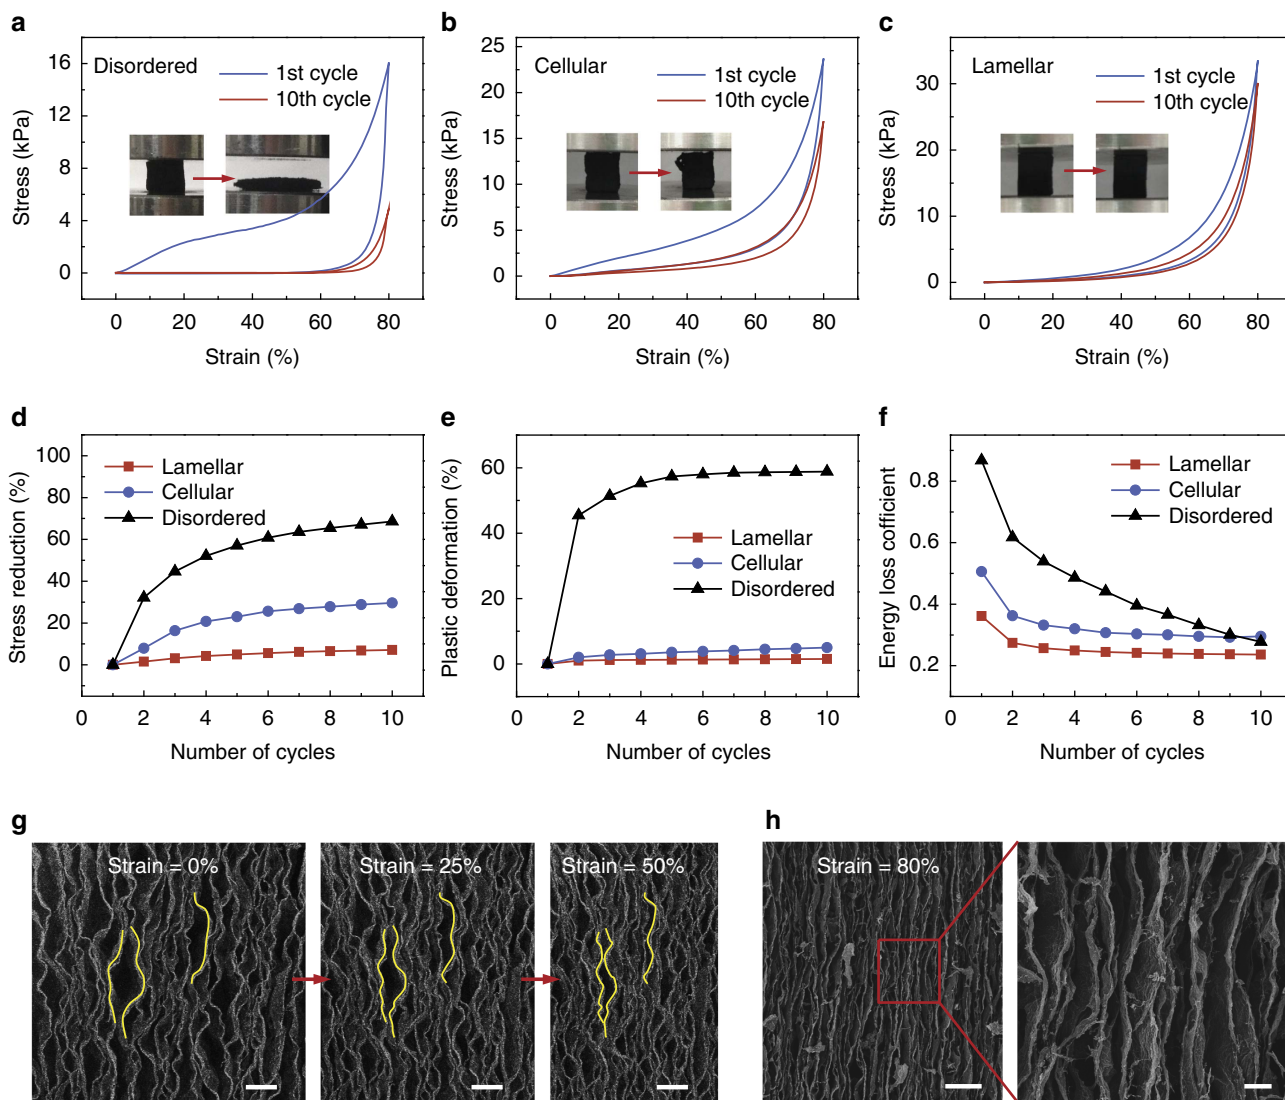 a
Disordered
1st cycle
10th cycle
Stress (kPa)
16
12
8
4
0
0 20 40 60 80
Strain (%)
b
Cellular
1st cycle
10th cycle
Stress (kPa)
25
20
15
10
5
0
0 20 40 60 80
Strain (%)
c
Lamellar
1st cycle
10th cycle
Stress (kPa)
30
20
10
0
0 20 40 60 80
Strain (%)
d
Lamellar
Cellular
Disordered
Stress reduction (%)
100
80
60
40
20
0
0 2 4 6 8 10
Number of cycles
e
Lamellar
Cellular
Disordered
Plastic deformation (%)
60
40
20
0
0 2 4 6 8 10
Number of cycles
f
Lamellar
Cellular
Disordered
Energy loss cofficient
0.8
0.6
0.4
0.2
0 2 4 6 8 10
Number of cycles
g
Strain = 0%
Strain = 25%
Strain = 50%
h
Strain = 80%